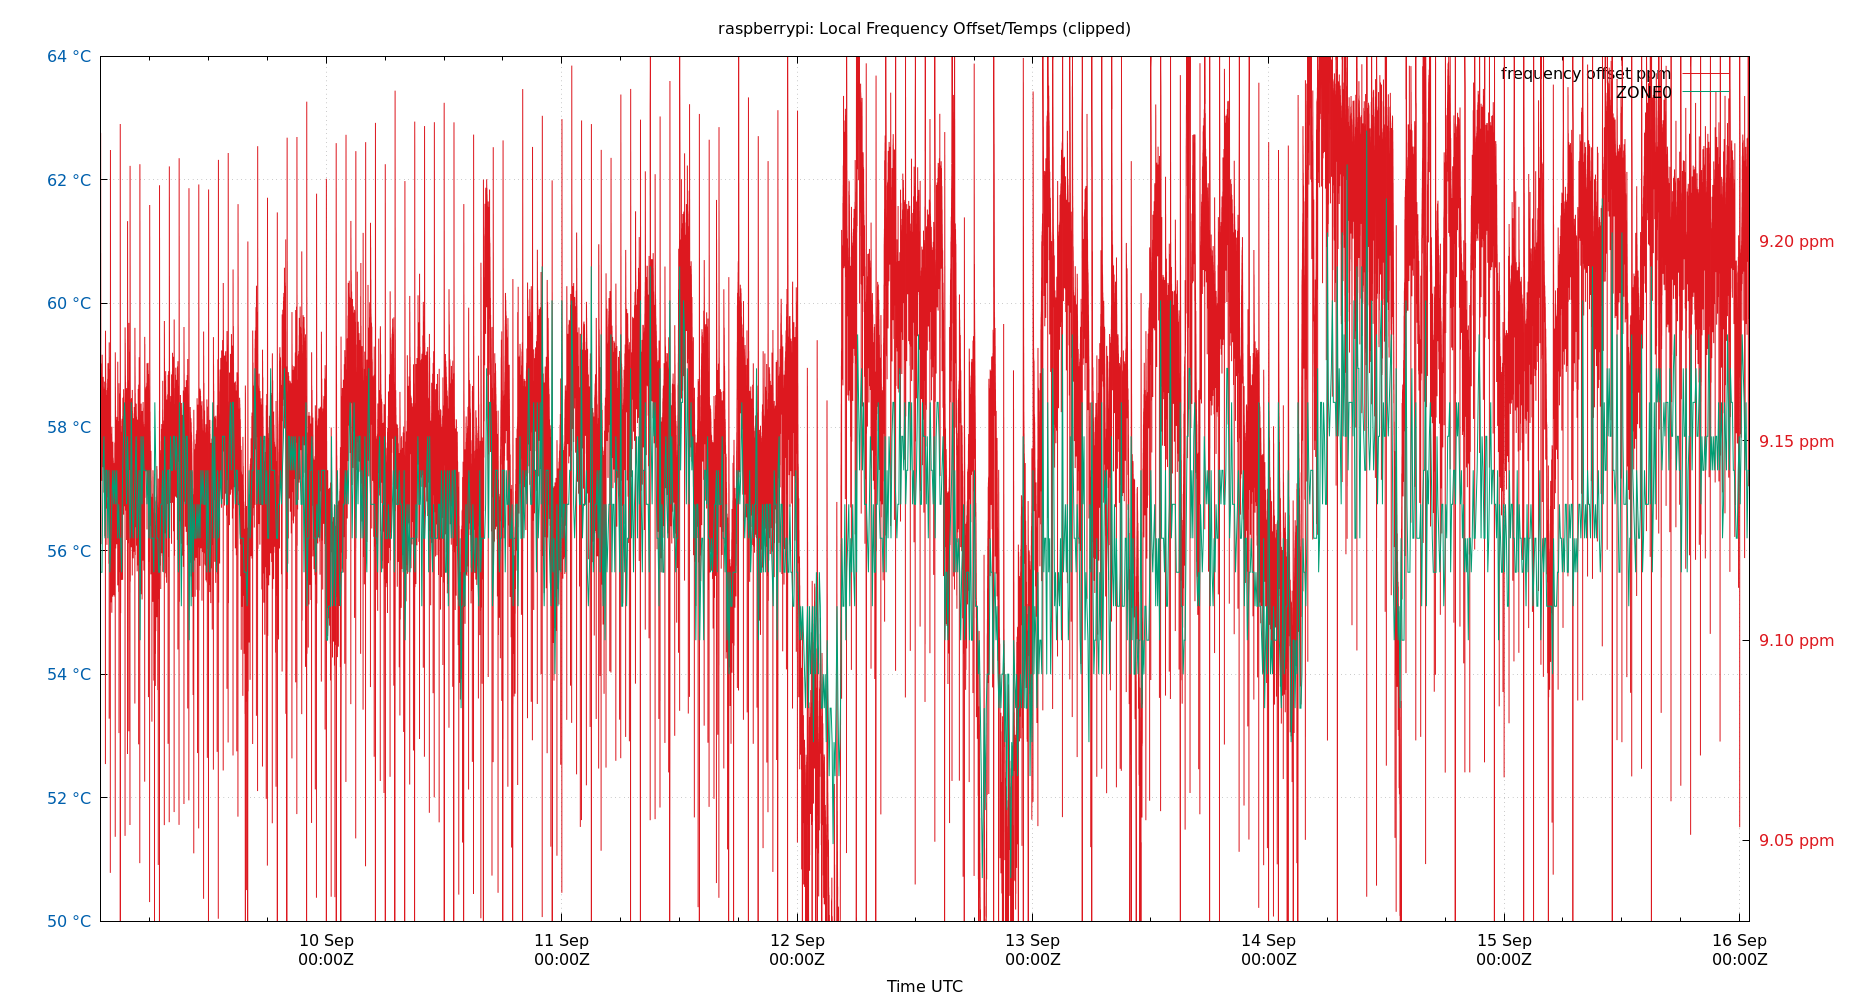 raspberrypi: Local Frequency Offset/Temps (clipped)
64 °C
62 °C
60 °C
58 °C
56 °C
54 °C
52 °C
50 °C
frequency offset ppm
ZONE0
9.20 ppm
9.15 ppm
9.10 ppm
9.05 ppm
10 Sep
00:00Z
11 Sep
00:00Z
12 Sep
00:00Z
13 Sep
00:00Z
14 Sep
00:00Z
15 Sep
00:00Z
16 Sep
00:00Z
Time UTC